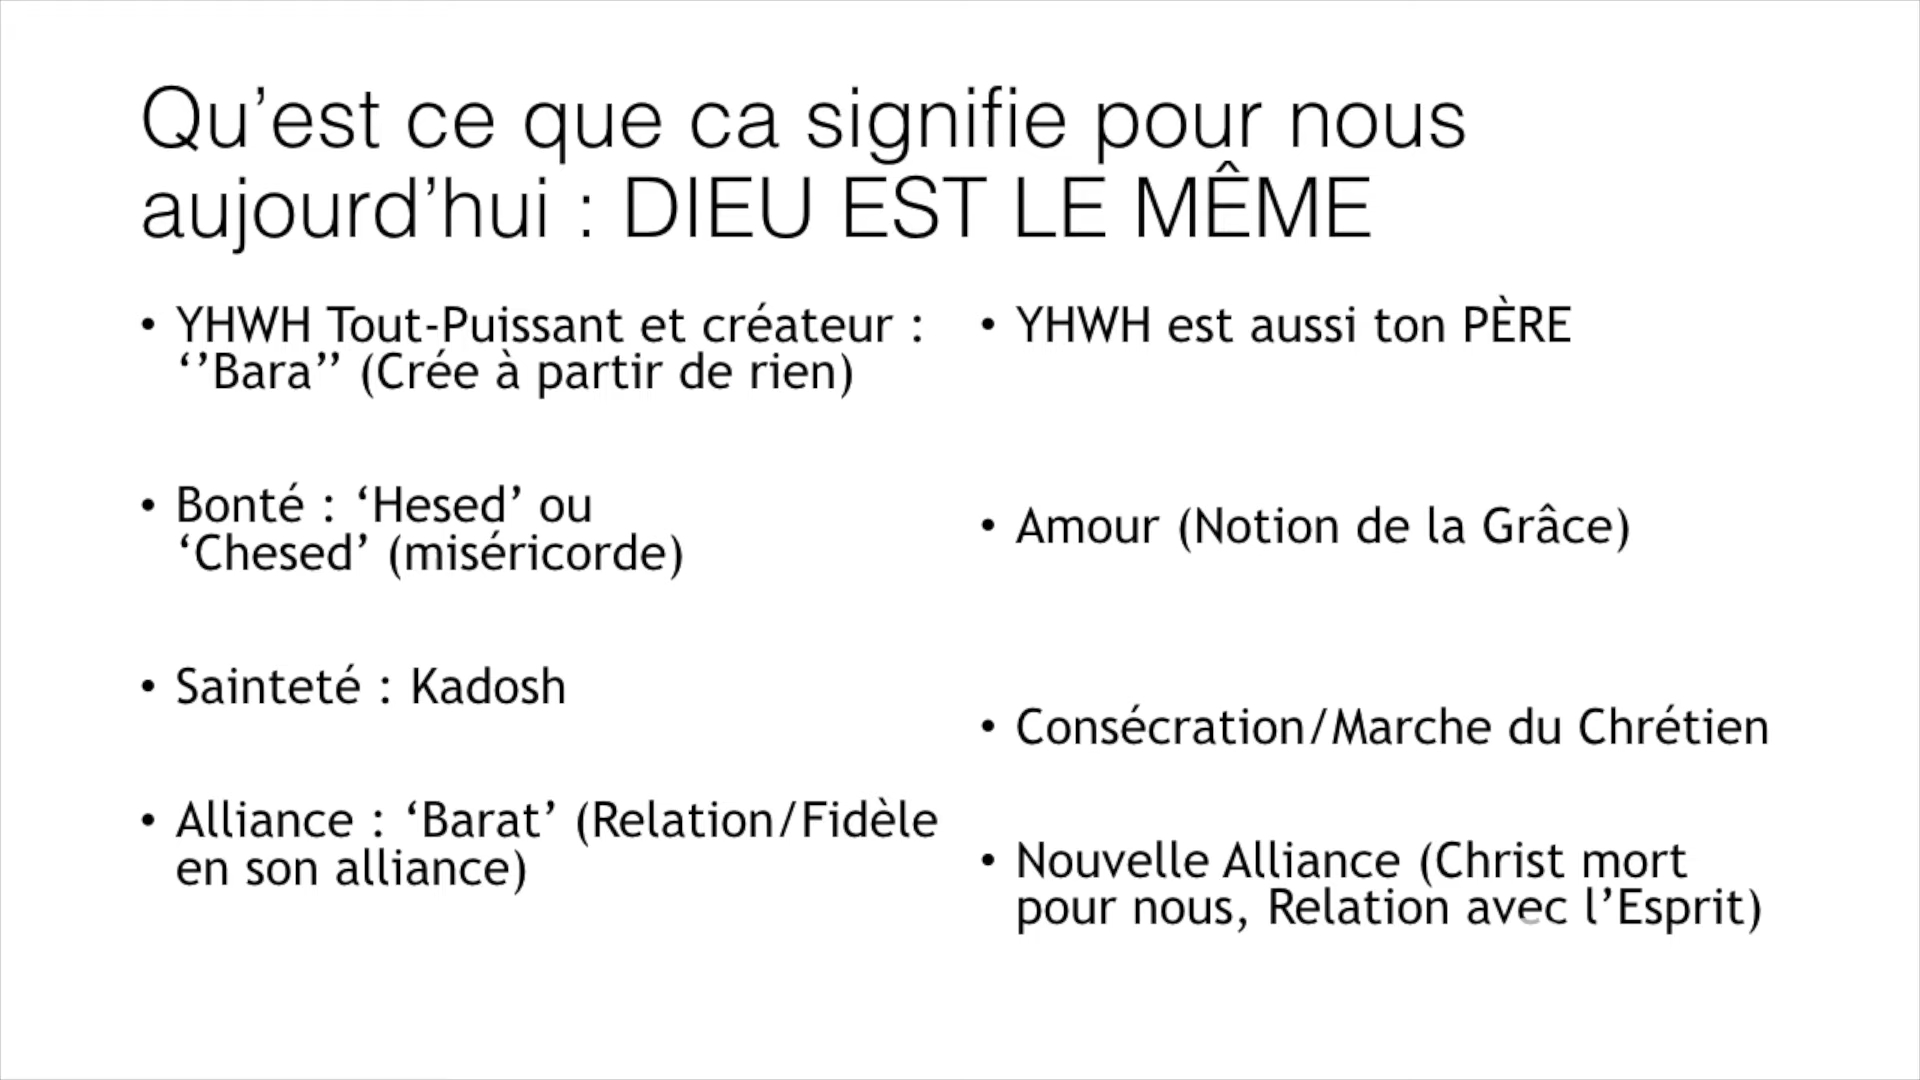 Qu’est ce que ca signifie pour nous
aujourd’hui : DIEU EST LE MÊME
• YHWH Tout-Puissant et créateur :
‘’Bara’’ (Crée à partir de rien)
• Bonté : ‘Hesed’ ou
‘Chesed’ (miséricorde)
• Sainteté : Kadosh
• Alliance : ‘Barat’ (Relation/Fidèle
en son alliance)
• YHWH est aussi ton PÈRE
• Amour (Notion de la Grâce)
• Consécration/Marche du Chrétien
• Nouvelle Alliance (Christ mort
pour nous, Relation avec l’Esprit)